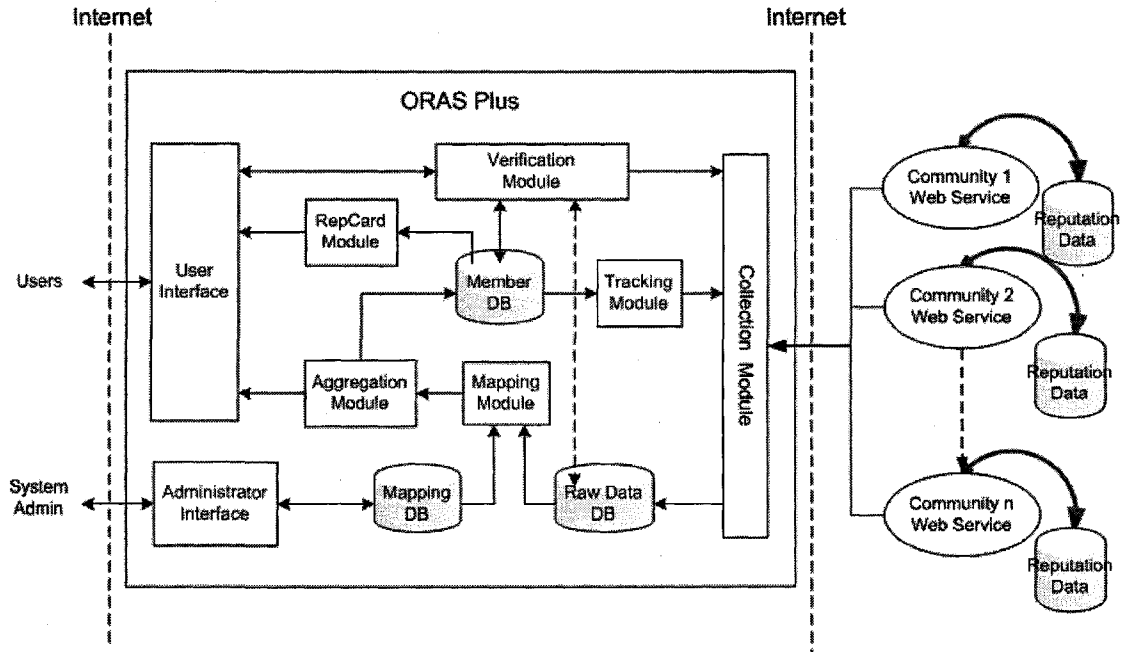 Internet
Internet
ORAS Plus
Verification
Module
RepCard
Module
User
Interface
Users
Member
DB
Tracking
Module
Collection Module
Aggregation
Module
Mapping
Module
System
Admin
Administrator
Interface
Mapping
DB
Raw Data
DB
Community 1
Web Service
Reputation
Data
Community 2
Web Service
Reputation
Data
Community n
Web Service
Reputation
Data